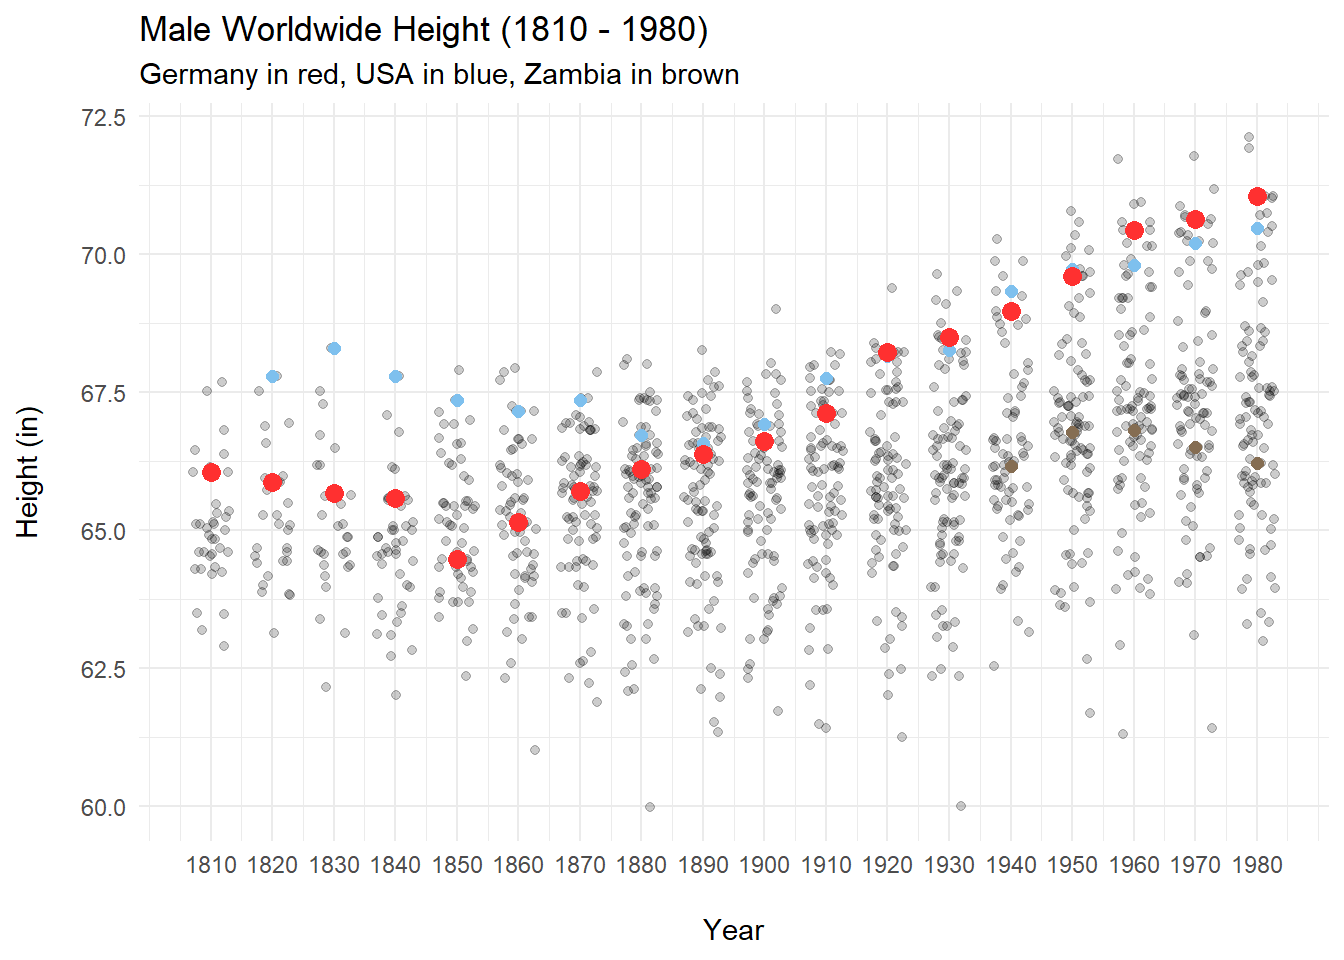 Male Worldwide Height (1810 - 1980)
Germany in red, USA in blue, Zambia in brown
72.5
70.0
67.5
65.0
62.5
60.0
Height (in)
1810 1820 1830 1840 1850 1860 1870 1880 1890 1900 1910 1920 1930 1940 1950 1960 1970 1980
Year